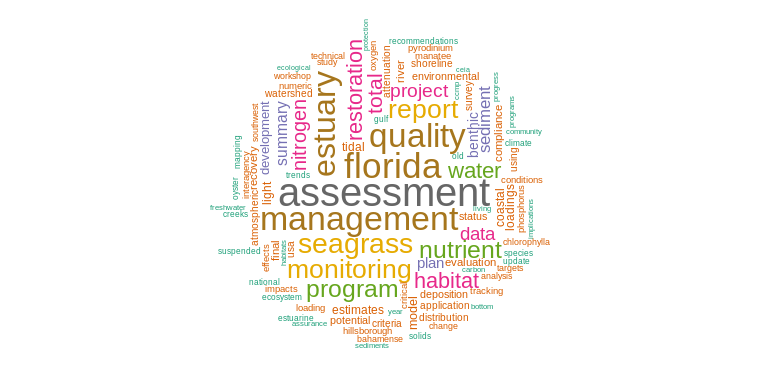 protection
recommendations
pyrodinium
manatee
technical
study
oxygen
attenuation
river
shoreline
environmental
ceia
ecological
workshop
numeric
watershed
restoration
total
project
ccmp
survey
progress
estuary
report
gulf
programs
southwest
development
summary
nitrogen
quality
benthic
sediment
compliance
community
climate
tidal
mapping
interagency
recovery
trends
florida
old
water
using
oyster
light
assessment
conditions
freshwater
creeks
atmospheric
management
status
living
coastal
loadings
phosphorus
implications
data
chlorophylla
suspended
effects
final
habitats
usa
seagrass
nutrient
species
update
national
monitoring
plan
evaluation
carbon
targets
analysis
impacts
ecosystem
program
critical
habitat
deposition
tracking
loading
estimates
year
model
application
bottom
estuarine
assurance
potential
criteria
distribution
change
hillsborough
bahamense
solids
sediments